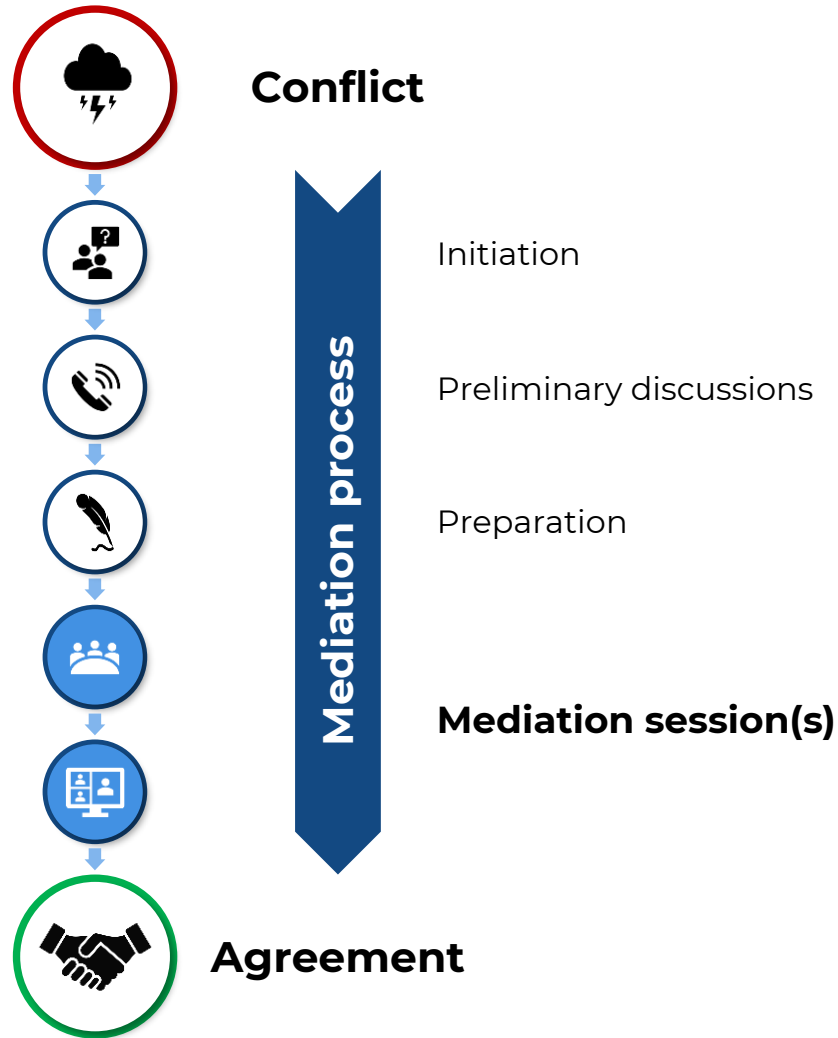 Conflict
Initiation
Preliminary discussions
Preparation
Mediation process
Mediation session(s)
Agreement
?